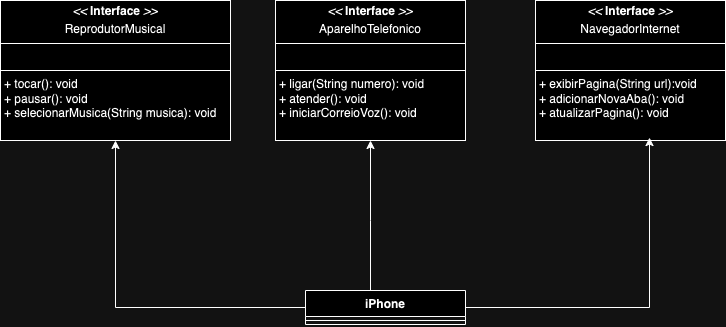 << Interface >>
ReprodutorMusical
+ tocar(): void
+ pausar(): void
+ selecionarMusica(String musica): void
<< Interface >>
AparelhoTelefonico
+ ligar(String numero): void
+ atender(): void
+ iniciarCorreioVoz(): void
<< Interface >>
NavegadorInternet
+ exibirPagina(String url):void
+ adicionarNovaAba(): void
+ atualizarPagina(): void
iPhone